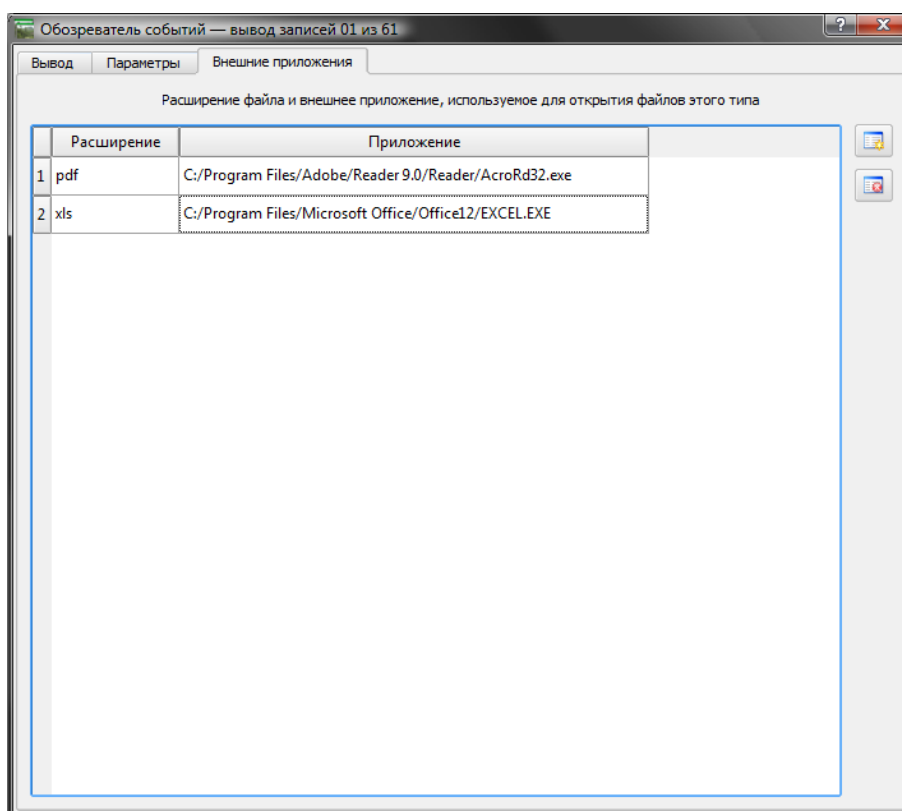 Обозреватель событий — вывод записей 01 из 61
?
X
Вывод Параметры Внешние приложения
Расширение файла и внешнее приложение, используемое для открытия файлов этого типа
Расширение Приложение
1 pdf C:/Program Files/Adobe/Reader 9.0/Reader/AcroRd32.exe
2 xls C:/Program Files/Microsoft Office/Office12/EXCEL.EXE